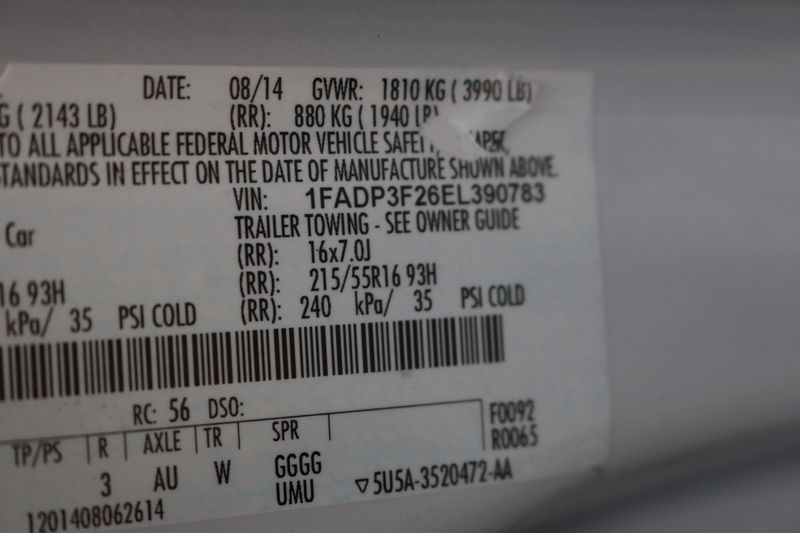 DATE: 08/14 GVWR: 1810 KG ( 3990 LB)
G ( 2143 LB) (RR): 880 KG ( 1940 LB)
TO ALL APPLICABLE FEDERAL MOTOR VEHICLE SAFETY,
STANDARDS IN EFFECT ON THE DATE OF MANUFACTURE SHOWN ABOVE.
VIN: 1FADP3F26EL390783
Car TRAILER TOWING - SEE OWNER GUIDE
(RR): 16x7.0J
16 93H (RR): 215/55R16 93H
kPa/ 35 PSI COLD (RR): 240 kPa/ 35 PSI COLD
RC: 56 DSO: F0092
TP/PS R AXLE TR SPR R0065
3 AU W GGGG
UMU ▽5U5A-3520472-AA
1201408062614